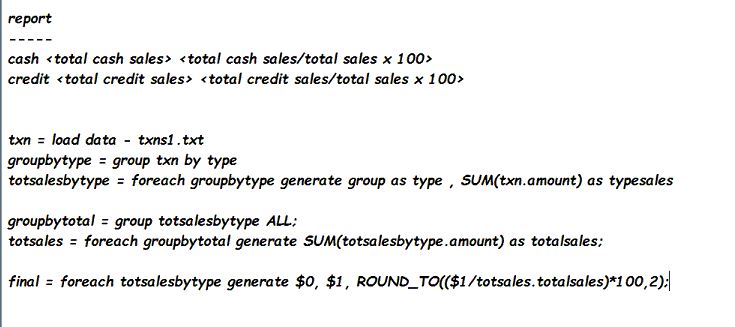 report
-----
cash <total cash sales> <total cash sales/total sales x 100>
credit <total credit sales> <total credit sales/total sales x 100>
txn = load data - txns1.txt
groupbytype = group txn by type
totsalesbytype = foreach groupbytype generate group as type , SUM(txn.amount) as typesales
groupbytotal = group totsalesbytype ALL;
totsales = foreach groupbytotal generate SUM(totsalesbytype.amount) as totalsales;
final = foreach totsalesbytype generate $0, $1, ROUND_TO(($1/totsales.totalsales)*100,2);